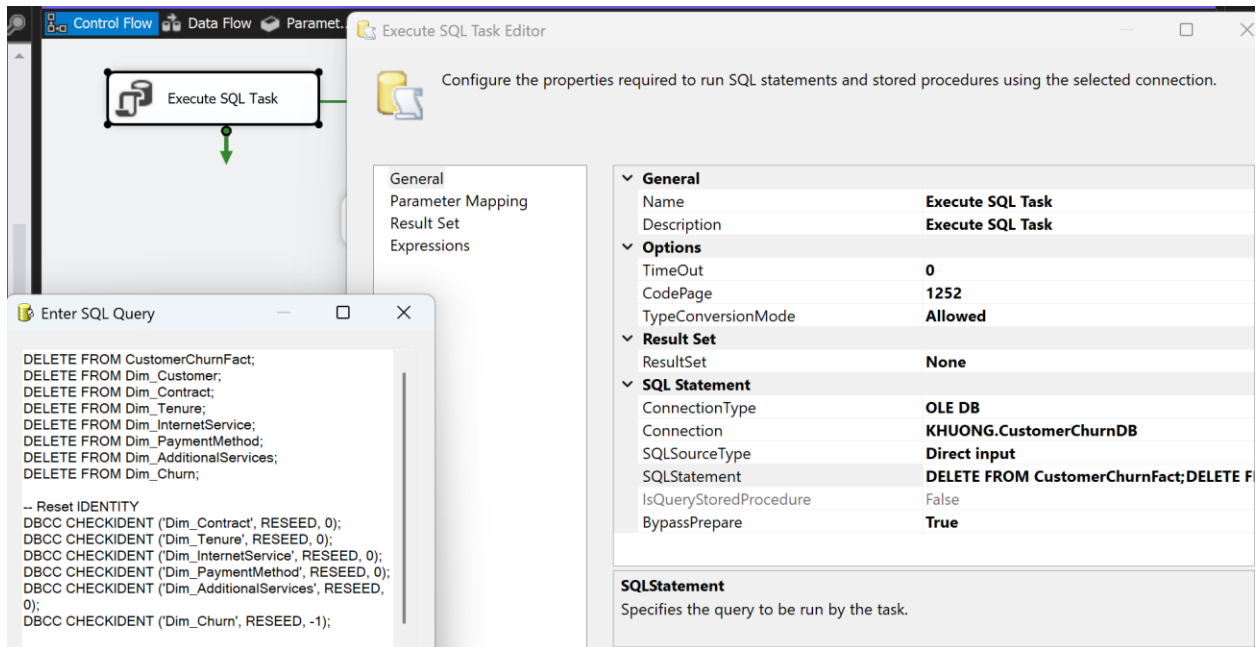 Control Flow
Data Flow
Paramet..
Execute SQL Task
Execute SQL Task Editor
Configure the properties required to run SQL statements and stored procedures using the selected connection.
General
Parameter Mapping
Result Set
Expressions
General
Name Execute SQL Task
Description Execute SQL Task
Options
TimeOut 0
CodePage 1252
TypeConversionMode Allowed
Result Set
ResultSet None
SQL Statement
ConnectionType OLE DB
Connection KHUONG.CustomerChurnDB
SQLSourceType Direct input
SQLStatement DELETE FROM CustomerChurnFact;DELETE F
IsQueryStoredProcedure False
BypassPrepare True
SQLStatement
Specifies the query to be run by the task.
Enter SQL Query
DELETE FROM CustomerChurnFact;
DELETE FROM Dim_Customer;
DELETE FROM Dim_Contract;
DELETE FROM Dim_Tenure;
DELETE FROM Dim_InternetService;
DELETE FROM Dim_PaymentMethod;
DELETE FROM Dim_AdditionalServices;
DELETE FROM Dim_Churn;
-- Reset IDENTITY
DBCC CHECKIDENT ('Dim_Contract', RESEED, 0);
DBCC CHECKIDENT ('Dim_Tenure', RESEED, 0);
DBCC CHECKIDENT ('Dim_InternetService', RESEED, 0);
DBCC CHECKIDENT ('Dim_PaymentMethod', RESEED, 0);
DBCC CHECKIDENT ('Dim_AdditionalServices', RESEED,
0);
DBCC CHECKIDENT ('Dim_Churn', RESEED, -1);